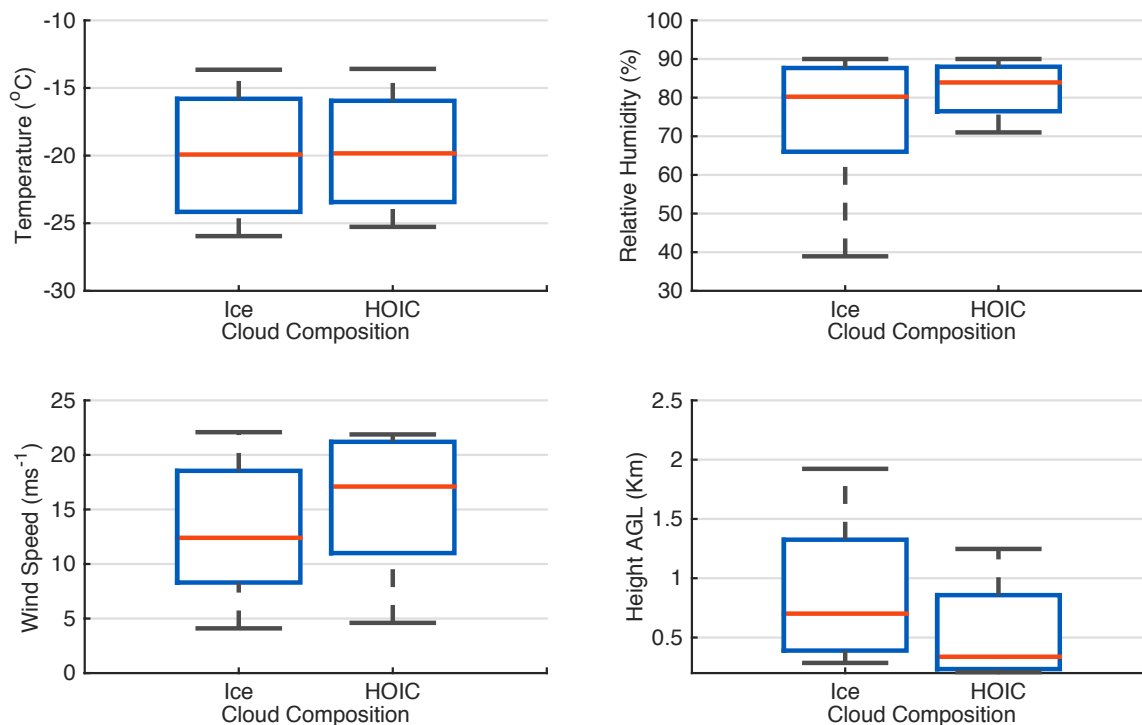 Temperature (°C)
-10
-15
-20
-25
-30
Ice
HOIC
Cloud Composition
Relative Humidity (%)
100
90
80
70
60
50
40
30
Ice
HOIC
Cloud Composition
Wind Speed (ms⁻¹)
25
20
15
10
5
0
Ice
HOIC
Cloud Composition
Height AGL (Km)
2.5
2
1.5
1
0.5
Ice
HOIC
Cloud Composition